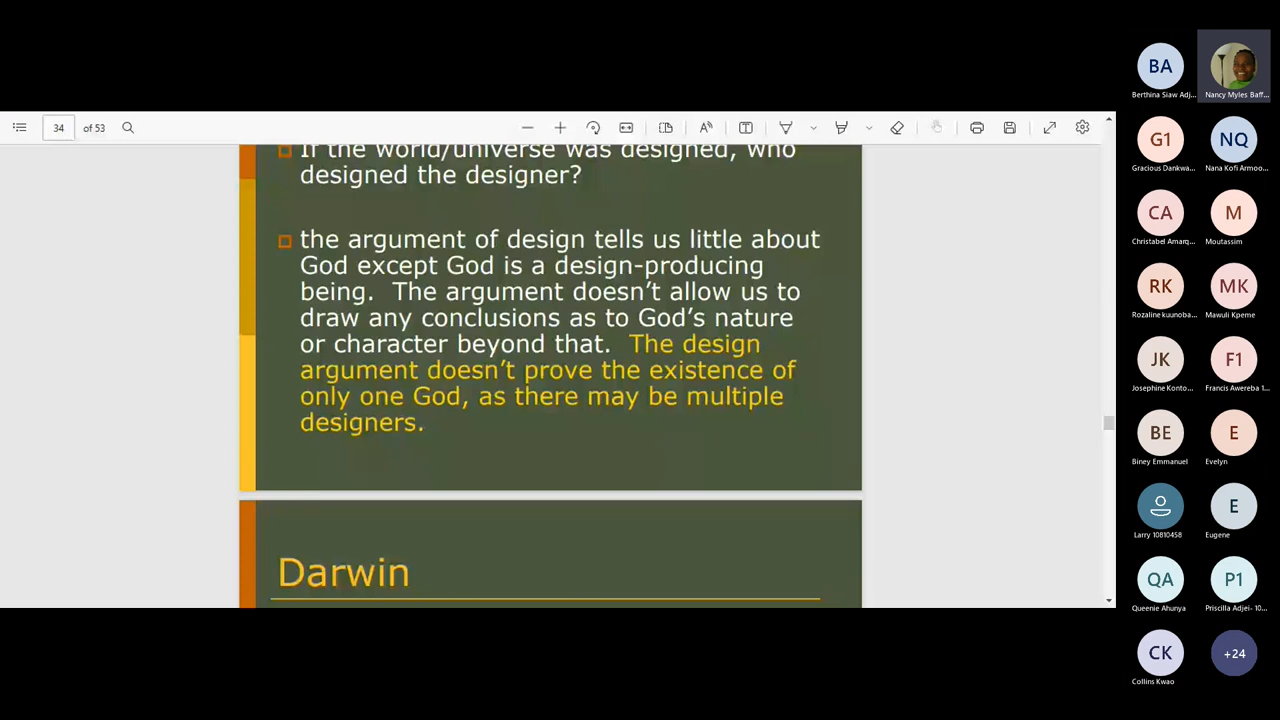 34 of 53
If the world/universe was designed, who
designed the designer?
the argument of design tells us little about
God except God is a design-producing
being. The argument doesn’t allow us to
draw any conclusions as to God’s nature
or character beyond that. The design
argument doesn’t prove the existence of
only one God, as there may be multiple
designers.
Darwin
BA
Berthina Siaw Adj...
Nancy Myles Baff...
G1
Gracious Dankwa...
NQ
Nana Kofi Armoo...
CA
Christabel Amarq...
M
Moutassim
RK
Rozaline kuunoba...
MK
Mawuli Kpeme
JK
Josephine Konto...
F1
Francis Awereba 1...
BE
Biney Emmanuel
E
Evelyn
Larry 10810458
E
Eugene
QA
Queenie Ahunya
P1
Priscilla Adjei- 10...
CK
Collins Kwao
+24